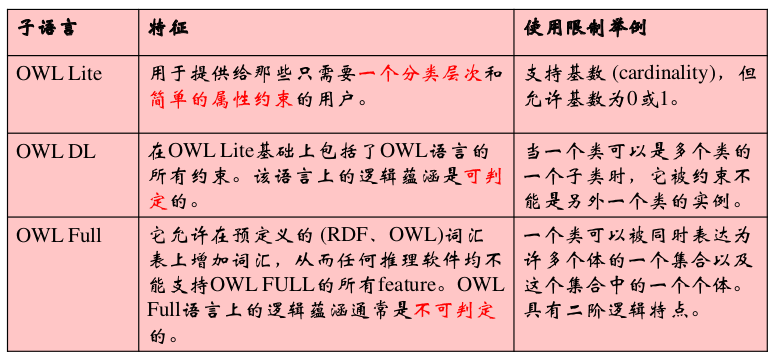 子语言 特征 使用限制举例
OWL Lite 用于提供给那些只需要一个分类层次和 支持基数 (cardinality)，但
简单的属性约束的用户。 允许基数为0或1。
OWL DL 在OWL Lite基础上包括了OWL语言的 当一个类可以是多个类的
所有约束。该语言上的逻辑蕴涵是可判 一个子类时，它被约束不
定的。 能是另外一个类的实例。
OWL Full 它允许在预定义的 (RDF、OWL)词汇 一个类可以被同时表达为
表上增加词汇，从而任何推理软件均不 许多个体的一个集合以及
能支持OWL FULL的所有feature。OWL 这个集合中的一个个体。
Full语言上的逻辑蕴涵通常是不可判定 具有二阶逻辑特点。
的。